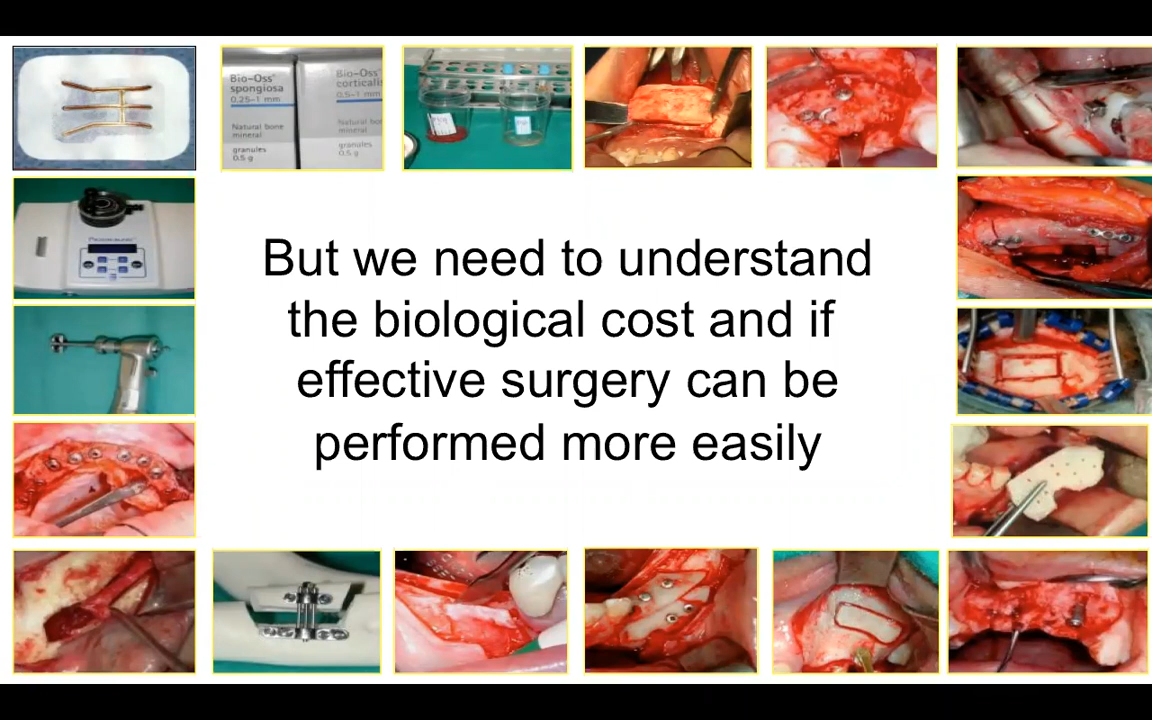 Bio-Oss®
spongiosa
0.25–1 mm
Natural bone
mineral
granules
0.5 g
Bio-Oss®
corticalis
0.5–1 mm
Natural bo
mineral
granules
0.5 g
But we need to understand
the biological cost and if
effective surgery can be
performed more easily